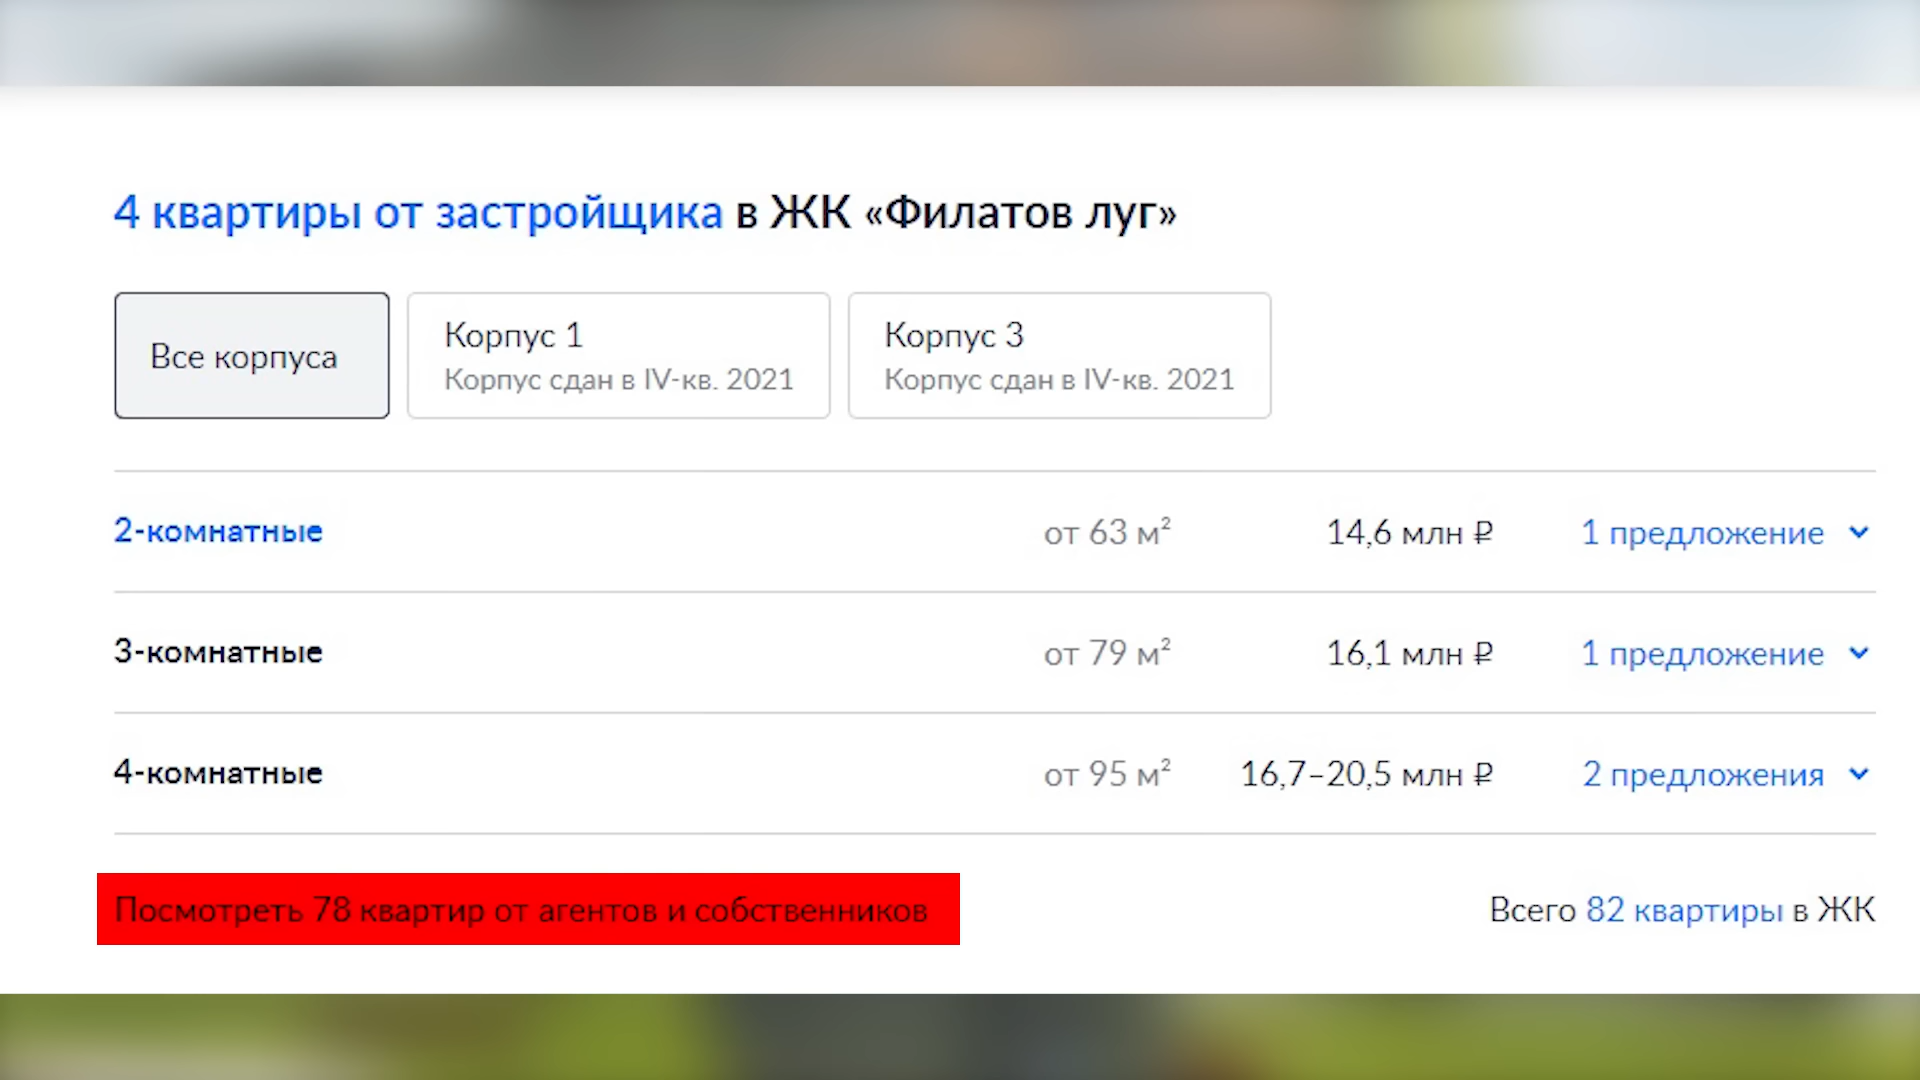 4 квартиры от застройщика в ЖК «Филатов луг»
Все корпуса
Корпус 1
Корпус сдан в IV-кв. 2021
Корпус 3
Корпус сдан в IV-кв. 2021
2-комнатные от 63 м² 14,6 млн ₽ 1 предложение
3-комнатные от 79 м² 16,1 млн ₽ 1 предложение
4-комнатные от 95 м² 16,7–20,5 млн ₽ 2 предложения
Посмотреть 78 квартир от агентов и собственников
Всего 82 квартиры в ЖК